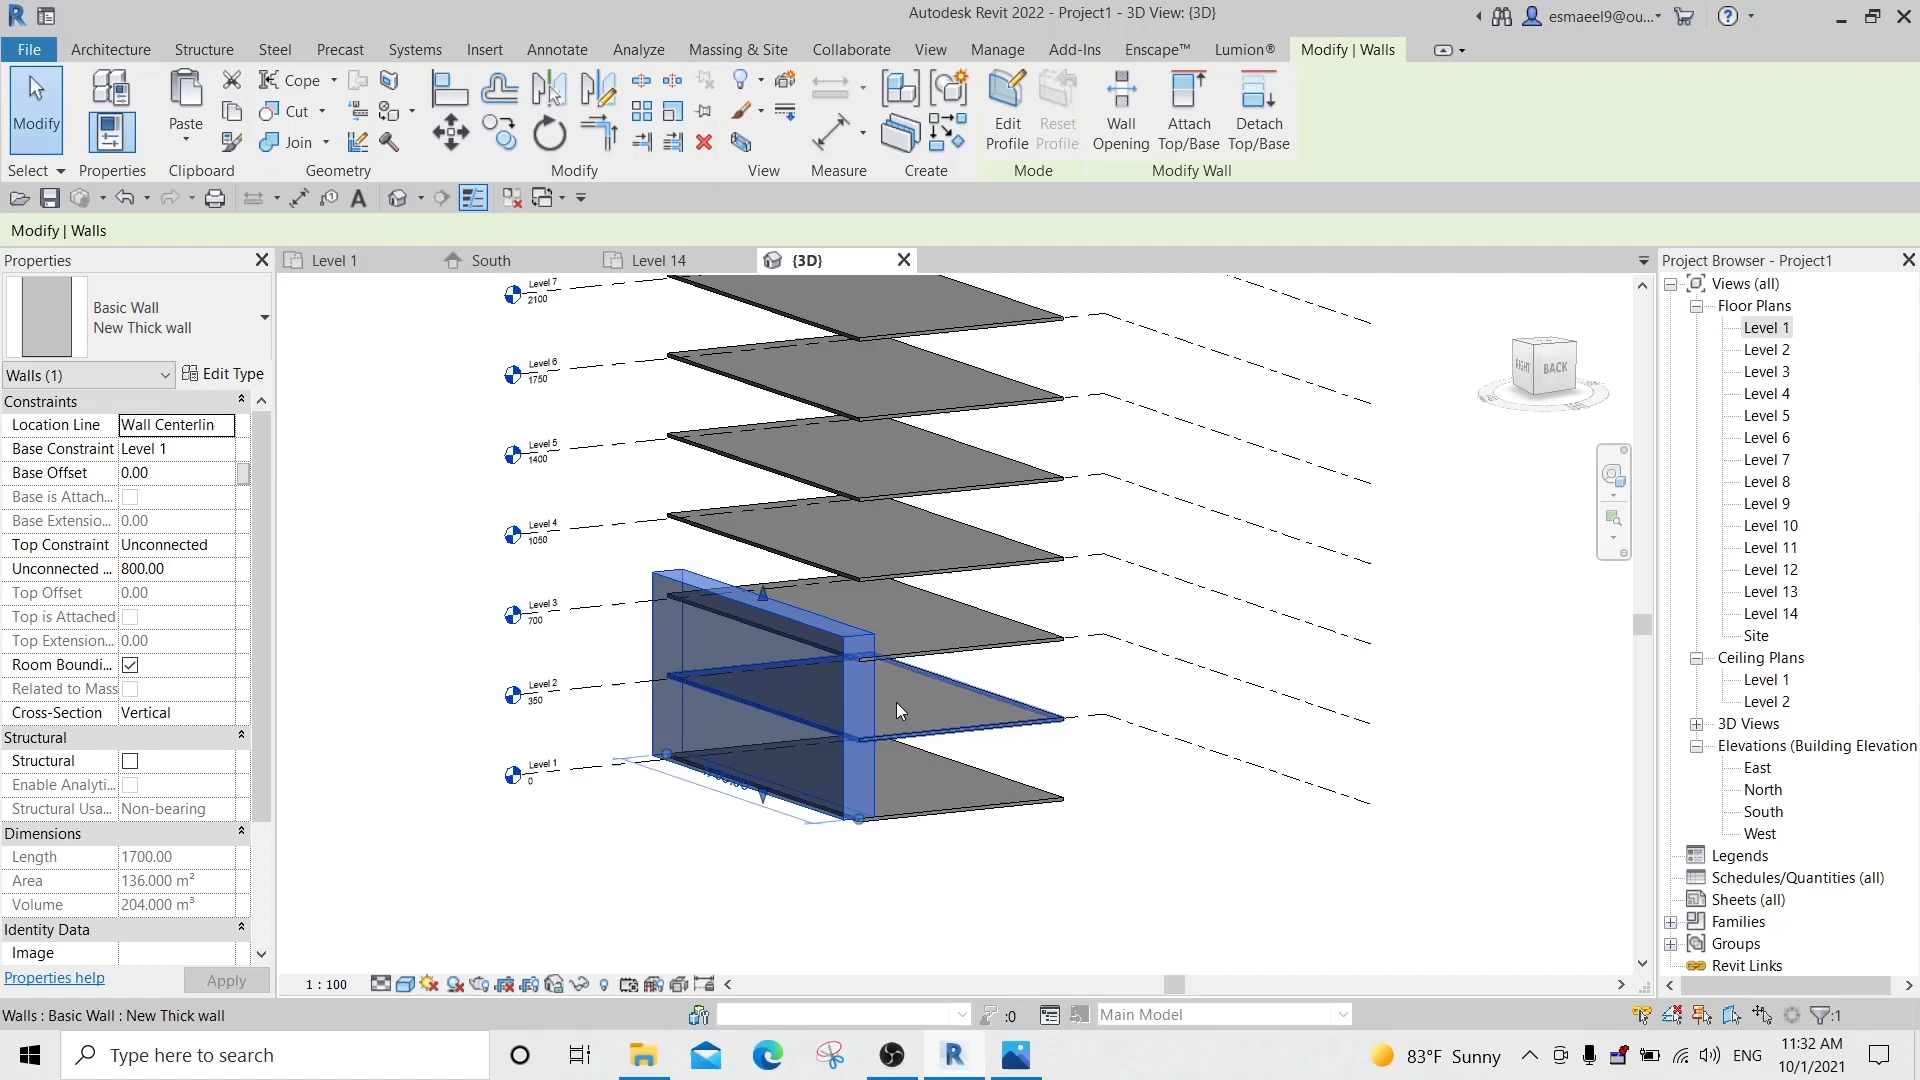 Autodesk Revit 2022 - Project1 - 3D View: {3D}
esmaeel9@ou...
File Architecture Structure Steel Precast Systems Insert Annotate Analyze Massing & Site Collaborate View Manage Add-Ins Enscape™ Lumion® Modify | Walls
Modify
Paste
Cope
Cut
Join
Edit Profile
Reset Profile
Wall Opening
Attach Top/Base
Detach Top/Base
Select Properties Clipboard Geometry Modify View Measure Create Mode Modify Wall
Modify | Walls
Properties
Level 1 South Level 14 {3D}
Project Browser - Project1
Basic Wall
New Thick wall
Walls (1) Edit Type
Constraints
Location Line Wall Centerlin
Base Constraint Level 1
Base Offset 0.00
Base is Attach...
Base Extensio... 0.00
Top Constraint Unconnected
Unconnected ... 800.00
Top Offset 0.00
Top is Attached
Top Extension... 0.00
Room Boundi...
Related to Mass
Cross-Section Vertical
Structural
Structural
Enable Analyti...
Structural Usa... Non-bearing
Dimensions
Length 1700.00
Area 136.000 m²
Volume 204.000 m³
Identity Data
Image
Properties help Apply
Level 7
2100
Level 6
1750
Level 5
1400
Level 4
1050
Level 3
700
Level 2
350
Level 1
0
RIGHT BACK
Views (all)
Floor Plans
Level 1
Level 2
Level 3
Level 4
Level 5
Level 6
Level 7
Level 8
Level 9
Level 10
Level 11
Level 12
Level 13
Level 14
Site
Ceiling Plans
Level 1
Level 2
3D Views
Elevations (Building Elevation
East
North
South
West
Legends
Schedules/Quantities (all)
Sheets (all)
Families
Groups
Revit Links
1 : 100
Walls : Basic Wall : New Thick wall
:0
Main Model
:1
Type here to search
83°F Sunny
ENG
11:32 AM
10/1/2021